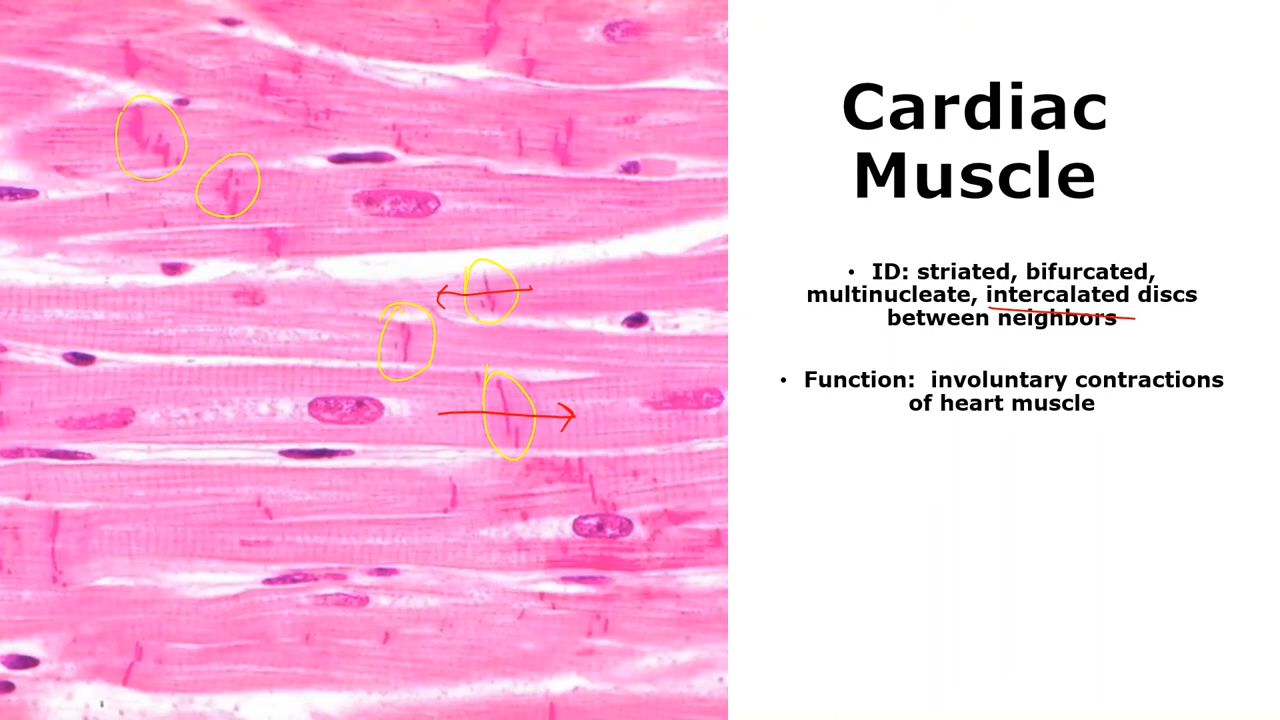 Cardiac
Muscle
• ID: striated, bifurcated,
multinucleate, intercalated discs
between neighbors
• Function: involuntary contractions
of heart muscle